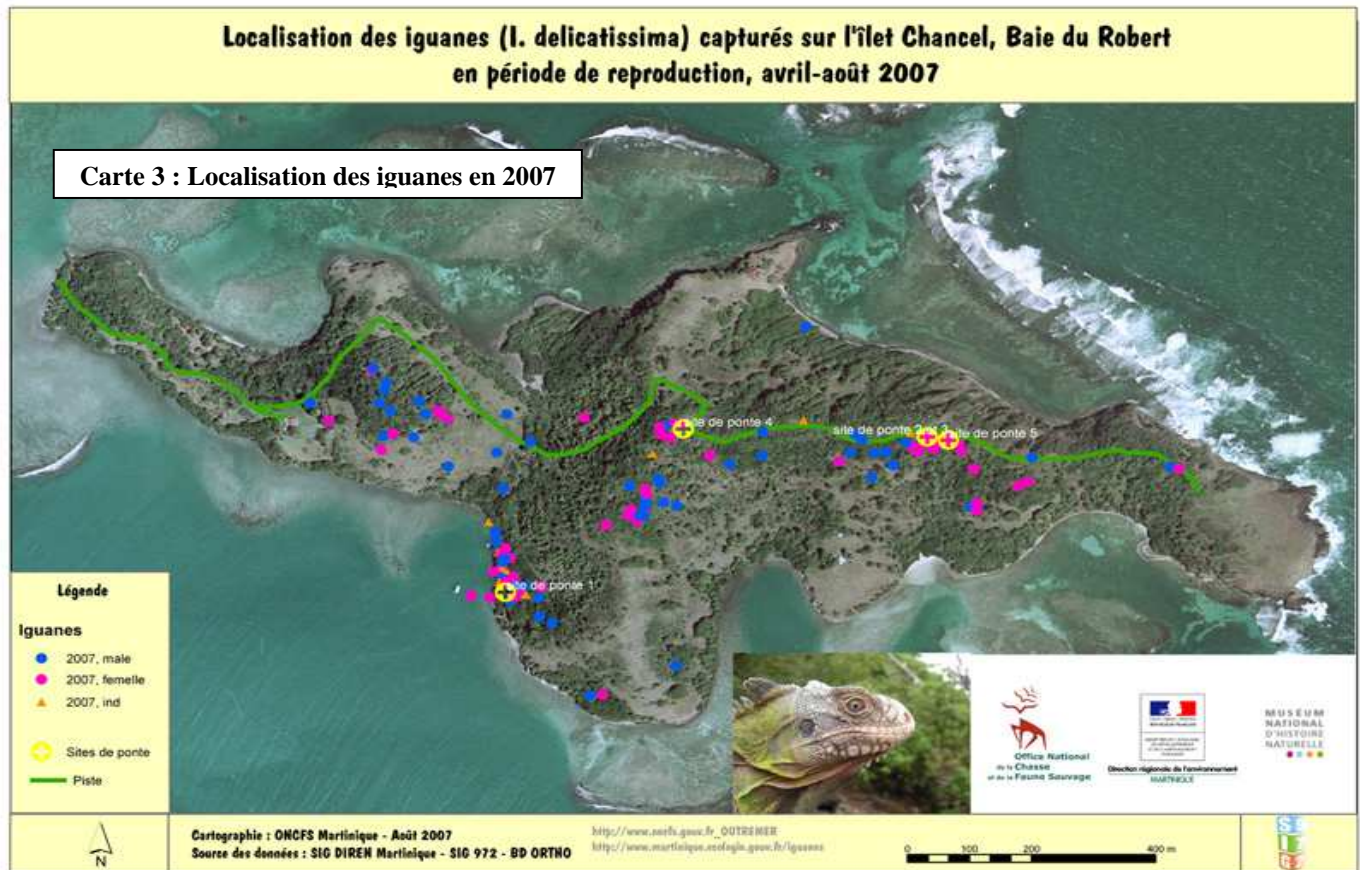 Localisation des iguanes (I. delicatissima) capturés sur l'îlet Chancel, Baie du Robert
en période de reproduction, avril-août 2007
Carte 3 : Localisation des iguanes en 2007
site de ponte 4
site de ponte 2 et 3
site de ponte 5
site de ponte 1
Légende
Iguanes
2007, male
2007, femelle
2007, ind
Sites de ponte
Piste
Office National
de la Chasse
et de la Faune Sauvage
Direction régionale de l'environnement
MARTINIQUE
MUSEUM
NATIONAL
D'HISTOIRE
NATURELLE
N
Cartographie : ONCFS Martinique - Août 2007
Source des données : SIG DIREN Martinique - SIG 972 - BD ORTHO
http://www.oncfs.gouv.fr_OUTREMER
http://www.martinique.ecologie.gouv.fr/iguanes
0 100 200 400 m